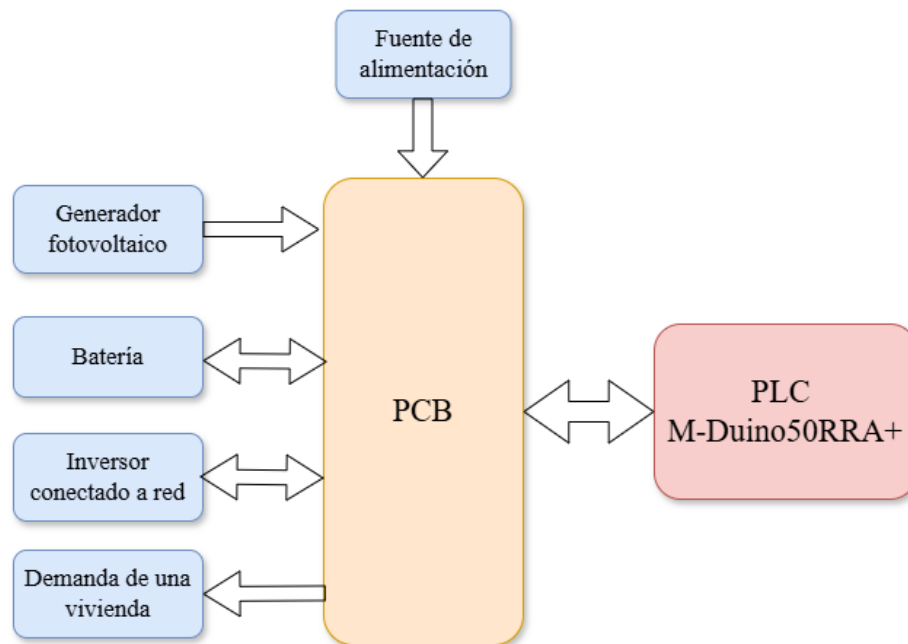 Fuente de
alimentación
Generador
fotovoltaico
Batería
Inversor
conectado a red
Demanda de una
vivienda
PCB
PLC
M-Duino50RRA+